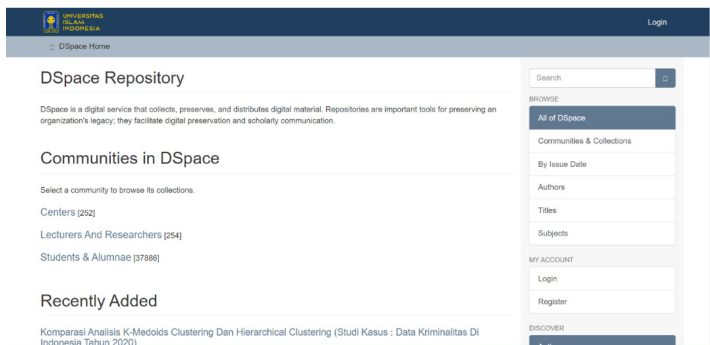 UNIVERSITAS
ISLAM
INDONESIA
Login
DSpace Home
DSpace Repository
DSpace is a digital service that collects, preserves, and distributes digital material. Repositories are important tools for preserving an
organization's legacy; they facilitate digital preservation and scholarly communication.
Communities in DSpace
Select a community to browse its collections.
Centers [252]
Lecturers And Researchers [254]
Students & Alumnae [37886]
Recently Added
Komparasi Analisis K-Medoids Clustering Dan Hierarchical Clustering (Studi Kasus : Data Kriminalitas Di
Indonesia Tahun 2020)
Search
BROWSE
All of DSpace
Communities & Collections
By Issue Date
Authors
Titles
Subjects
MY ACCOUNT
Login
Register
DISCOVER